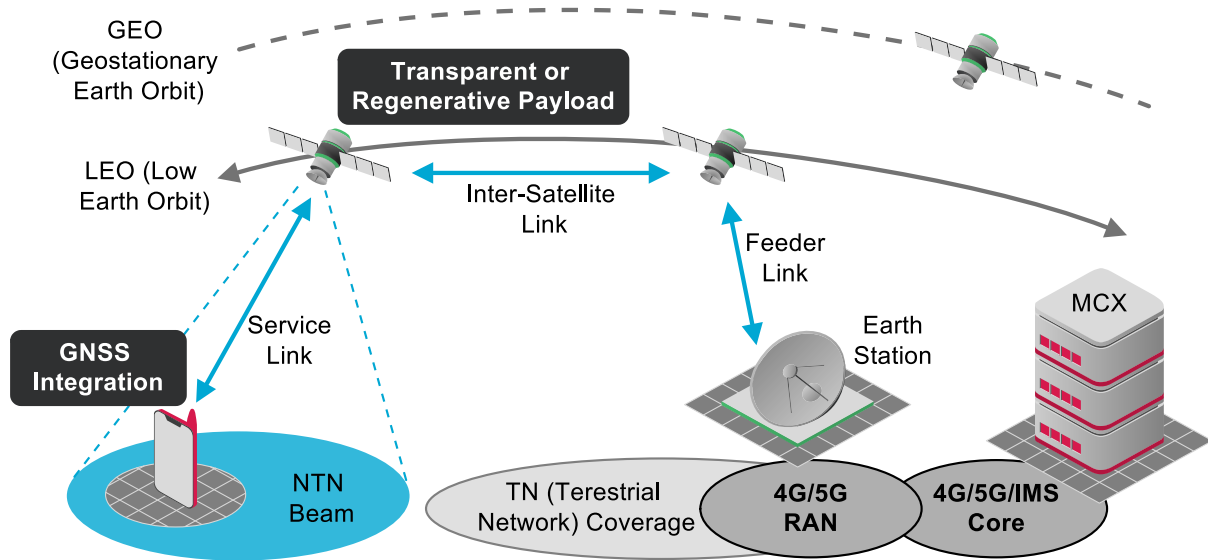 GEO
(Geostationary
Earth Orbit)
Transparent or
Regenerative Payload
LEO (Low
Earth Orbit)
Inter-Satellite
Link
Feeder
Link
MCX
Service
Link
Earth
Station
GNSS
Integration
NTN
Beam
TN (Terestrial
Network) Coverage
4G/5G
RAN
4G/5G/IMS
Core